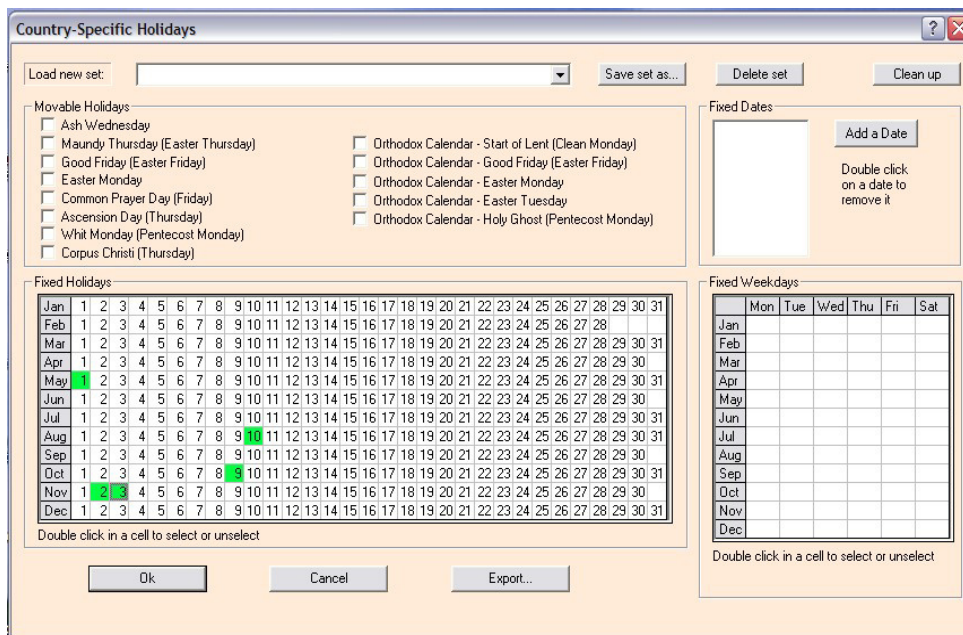 Country-Specific Holidays
?
Load new set:
Save set as...
Delete set
Clean up
Movable Holidays
Ash Wednesday
Maundy Thursday (Easter Thursday)
Good Friday (Easter Friday)
Easter Monday
Common Prayer Day (Friday)
Ascension Day (Thursday)
Whit Monday (Pentecost Monday)
Corpus Christi (Thursday)
Orthodox Calendar - Start of Lent (Clean Monday)
Orthodox Calendar - Good Friday (Easter Friday)
Orthodox Calendar - Easter Monday
Orthodox Calendar - Easter Tuesday
Orthodox Calendar - Holy Ghost (Pentecost Monday)
Fixed Dates
Add a Date
Double click
on a date to
remove it
Fixed Holidays
Jan 1 2 3 4 5 6 7 8 9 10 11 12 13 14 15 16 17 18 19 20 21 22 23 24 25 26 27 28 29 30 31
Feb 1 2 3 4 5 6 7 8 9 10 11 12 13 14 15 16 17 18 19 20 21 22 23 24 25 26 27 28
Mar 1 2 3 4 5 6 7 8 9 10 11 12 13 14 15 16 17 18 19 20 21 22 23 24 25 26 27 28 29 30 31
Apr 1 2 3 4 5 6 7 8 9 10 11 12 13 14 15 16 17 18 19 20 21 22 23 24 25 26 27 28 29 30
May 1 2 3 4 5 6 7 8 9 10 11 12 13 14 15 16 17 18 19 20 21 22 23 24 25 26 27 28 29 30 31
Jun 1 2 3 4 5 6 7 8 9 10 11 12 13 14 15 16 17 18 19 20 21 22 23 24 25 26 27 28 29 30
Jul 1 2 3 4 5 6 7 8 9 10 11 12 13 14 15 16 17 18 19 20 21 22 23 24 25 26 27 28 29 30 31
Aug 1 2 3 4 5 6 7 8 9 10 11 12 13 14 15 16 17 18 19 20 21 22 23 24 25 26 27 28 29 30 31
Sep 1 2 3 4 5 6 7 8 9 10 11 12 13 14 15 16 17 18 19 20 21 22 23 24 25 26 27 28 29 30
Oct 1 2 3 4 5 6 7 8 9 10 11 12 13 14 15 16 17 18 19 20 21 22 23 24 25 26 27 28 29 30 31
Nov 1 2 3 4 5 6 7 8 9 10 11 12 13 14 15 16 17 18 19 20 21 22 23 24 25 26 27 28 29 30
Dec 1 2 3 4 5 6 7 8 9 10 11 12 13 14 15 16 17 18 19 20 21 22 23 24 25 26 27 28 29 30 31
Double click in a cell to select or unselect
Fixed Weekdays
Mon Tue Wed Thu Fri Sat
Jan
Feb
Mar
Apr
May
Jun
Jul
Aug
Sep
Oct
Nov
Dec
Double click in a cell to select or unselect
Ok
Cancel
Export...